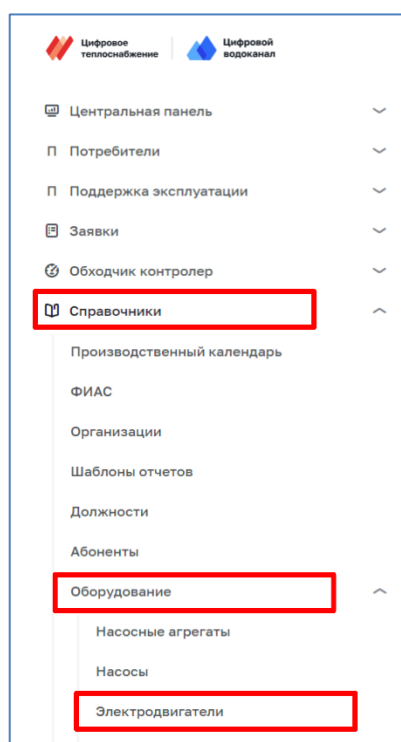 Цифровое
теплоснабжение
Цифровой
водоканал
Центральная панель
П Потребители
П Поддержка эксплуатации
Заявки
Обходчик контролер
Справочники
Производственный календарь
ФИАС
Организации
Шаблоны отчетов
Должности
Абоненты
Оборудование
Насосные агрегаты
Насосы
Электродвигатели